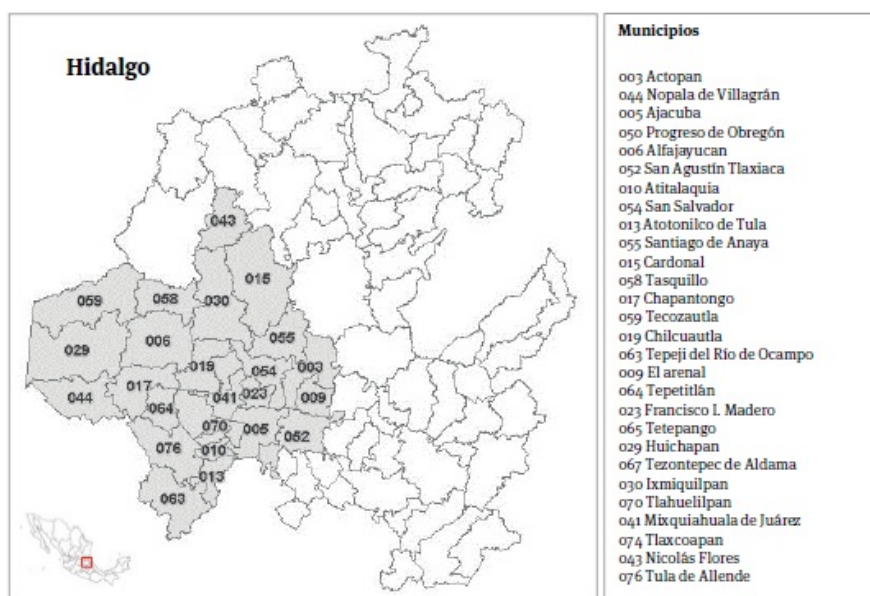 Hidalgo
043
015
059
058
030
029
006
055
019
054
003
044
017
041
023
009
064
070
005
052
076
010
013
063
Municipios
003 Actopan
044 Nopala de Villagrán
005 Ajacuba
050 Progreso de Obregón
006 Alfajayucan
052 San Agustín Tlaxiaca
010 Atitalaquia
054 San Salvador
013 Atotonilco de Tula
055 Santiago de Anaya
015 Cardonal
058 Tasquillo
017 Chapantongo
059 Tecozautla
019 Chilcuautla
063 Tepeji del Río de Ocampo
009 El arenal
064 Tepetitlán
023 Francisco I. Madero
065 Tetepango
029 Huichapan
067 Tezontepec de Aldama
030 Ixmiquilpan
070 Tlahuelilpan
041 Mixquiahuala de Juárez
074 Tlaxcoapan
043 Nicolás Flores
076 Tula de Allende